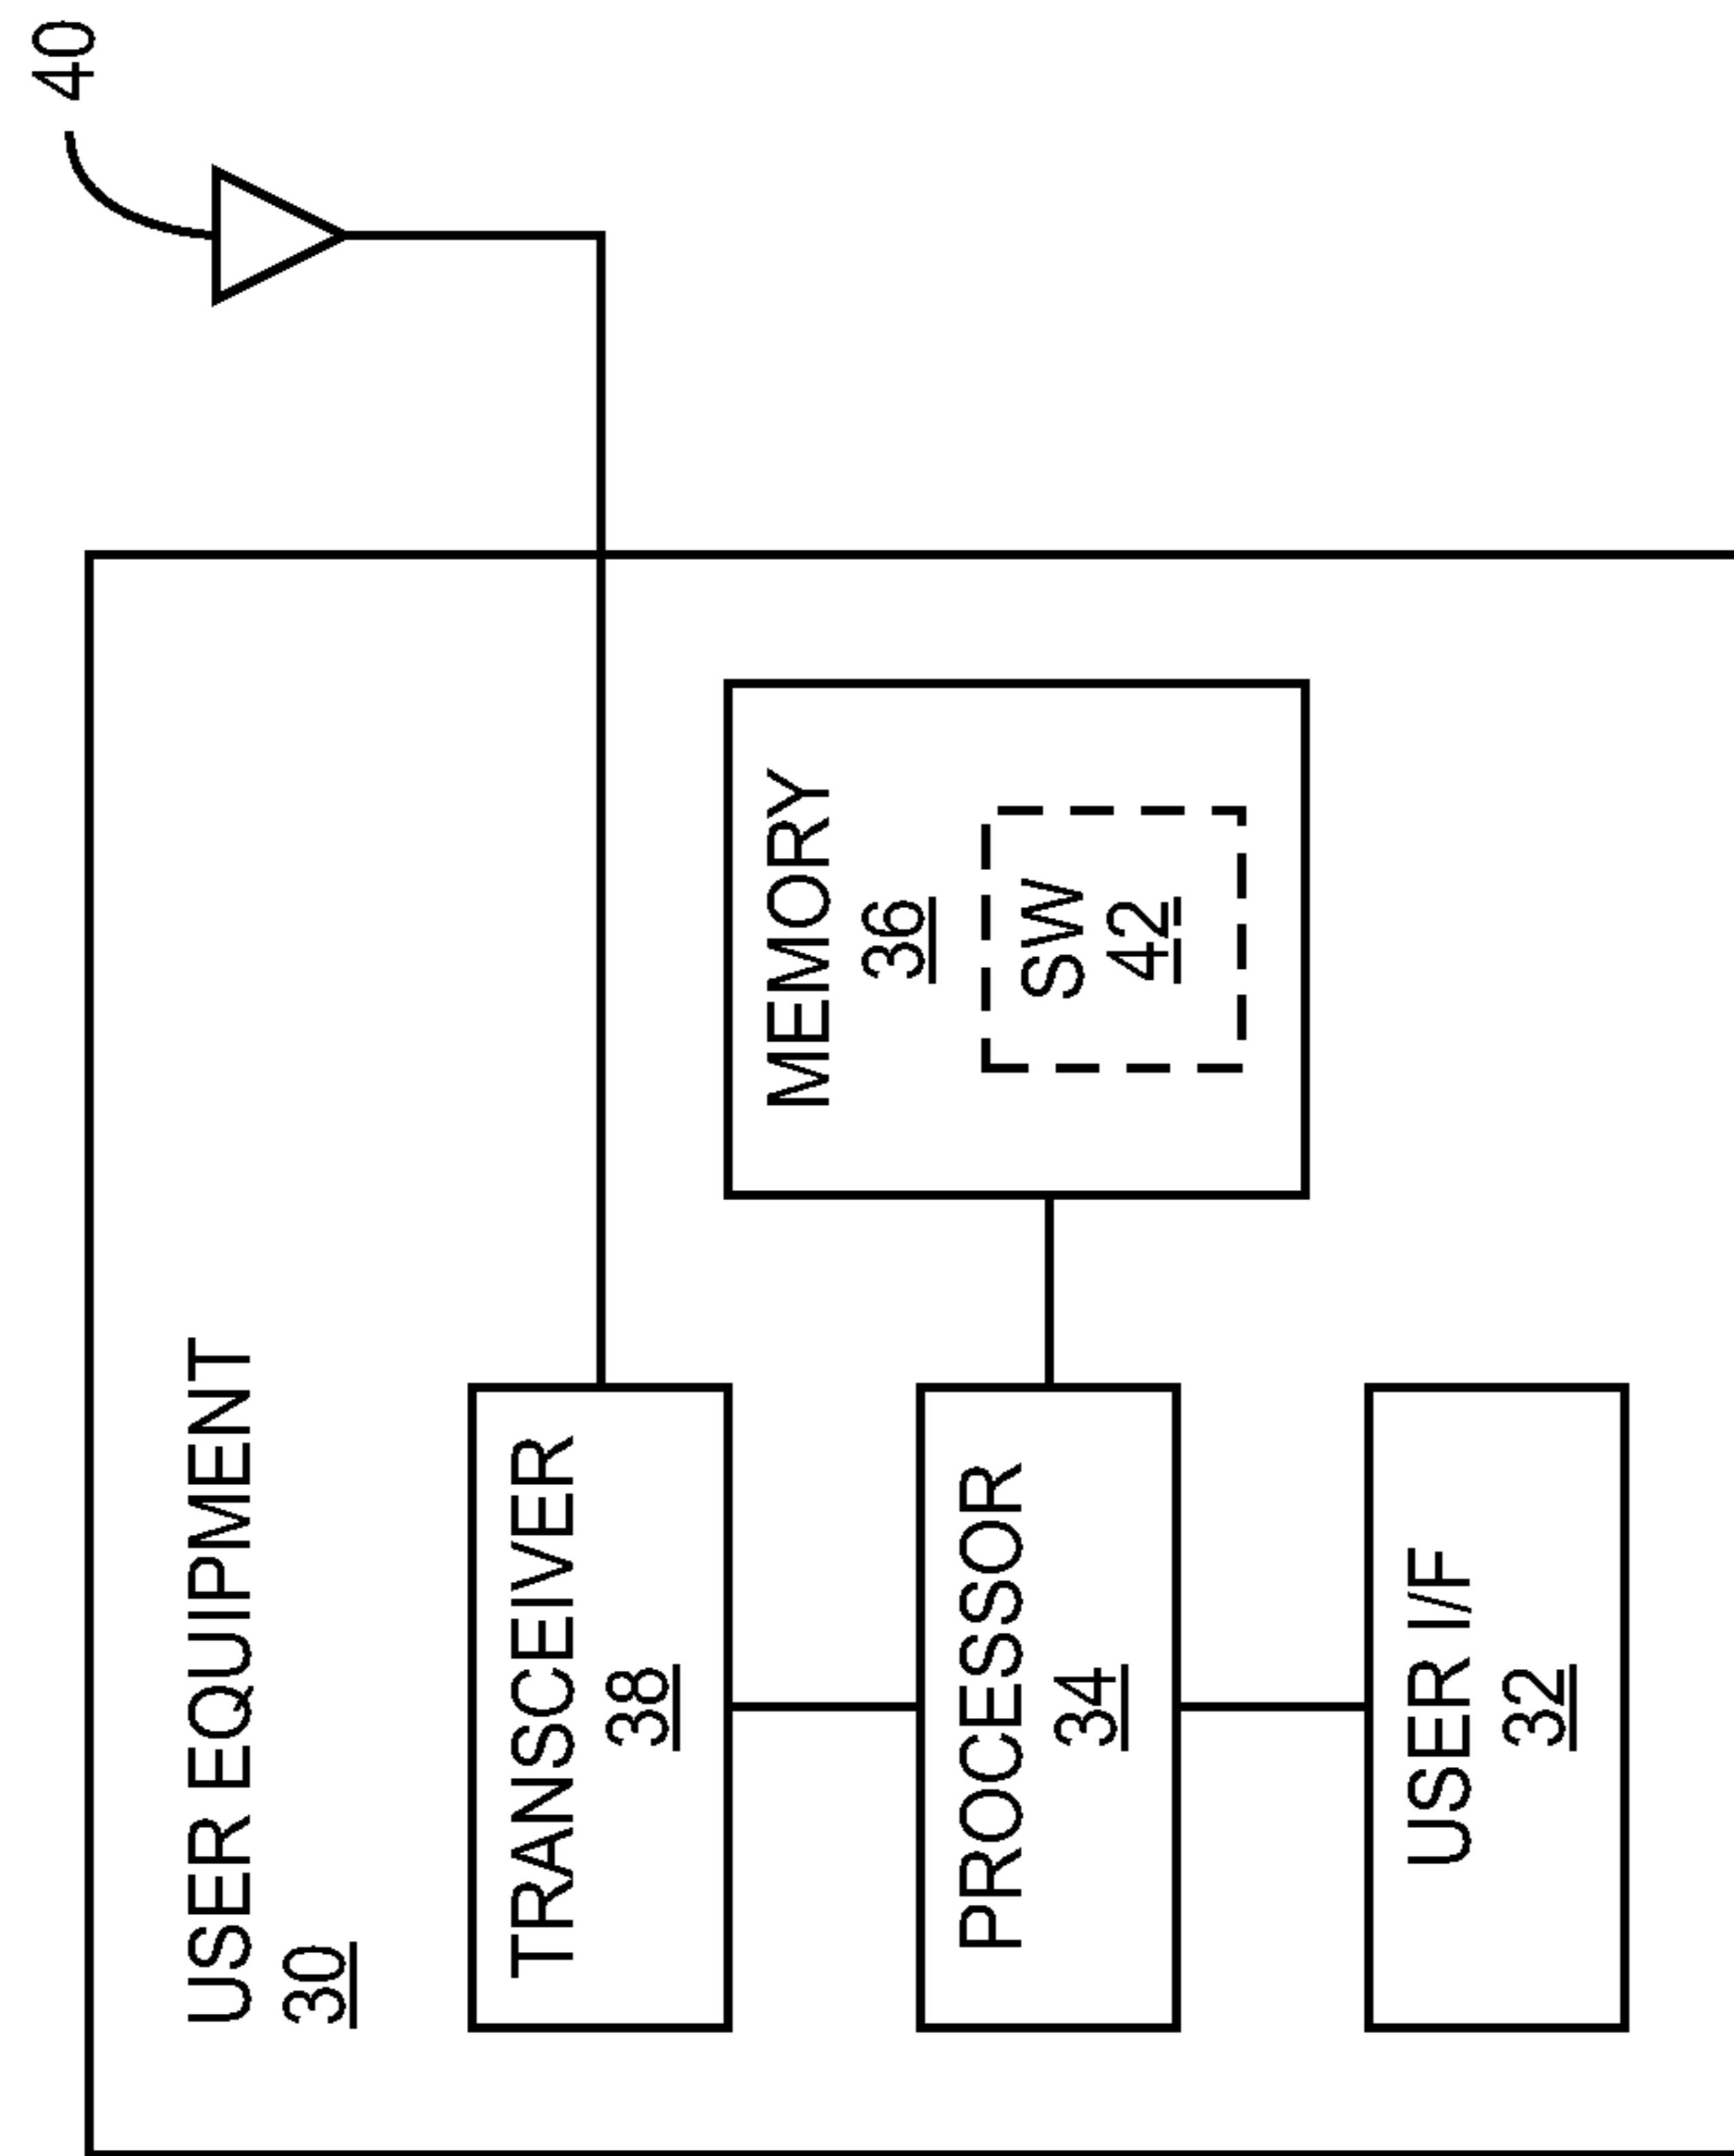 40
USER EQUIPMENT
30
TRANSCEIVER
38
MEMORY
36
SW
42
PROCESSOR
34
USER I/F
32